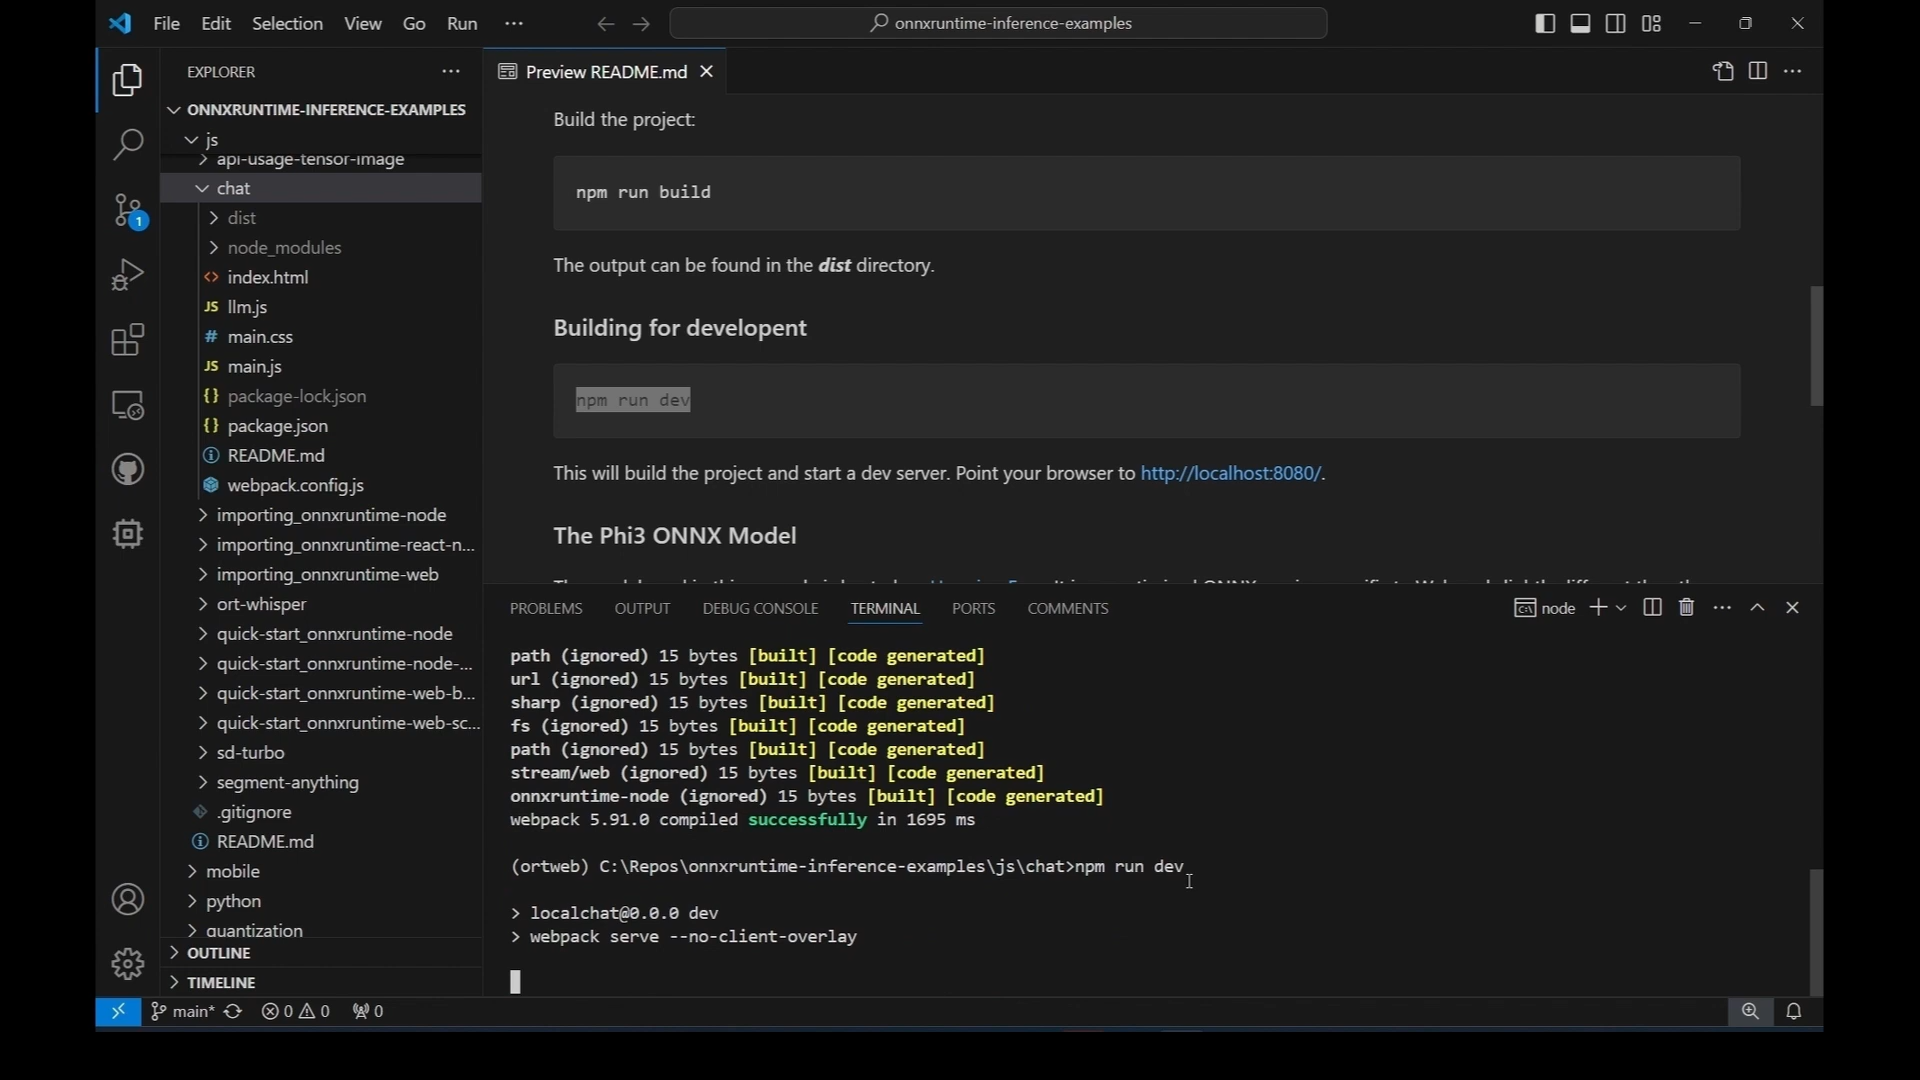 File Edit Selection View Go Run ...
onnxruntime-inference-examples
EXPLORER
Preview README.md
ONNXRUNTIME-INFERENCE-EXAMPLES
js
api-usage-tensor-image
chat
dist
node_modules
index.html
JS llm.js
# main.css
JS main.js
{} package-lock.json
{} package.json
README.md
webpack.config.js
importing_onnxruntime-node
importing_onnxruntime-react-n...
importing_onnxruntime-web
ort-whisper
quick-start_onnxruntime-node
quick-start_onnxruntime-node-...
quick-start_onnxruntime-web-b...
quick-start_onnxruntime-web-sc...
sd-turbo
segment-anything
.gitignore
README.md
mobile
python
quantization
OUTLINE
TIMELINE
1
Build the project:
npm run build
The output can be found in the dist directory.
Building for developent
npm run dev
This will build the project and start a dev server. Point your browser to http://localhost:8080/.
The Phi3 ONNX Model
PROBLEMS OUTPUT DEBUG CONSOLE TERMINAL PORTS COMMENTS
node
path (ignored) 15 bytes [built] [code generated]
url (ignored) 15 bytes [built] [code generated]
sharp (ignored) 15 bytes [built] [code generated]
fs (ignored) 15 bytes [built] [code generated]
path (ignored) 15 bytes [built] [code generated]
stream/web (ignored) 15 bytes [built] [code generated]
onnxruntime-node (ignored) 15 bytes [built] [code generated]
webpack 5.91.0 compiled successfully in 1695 ms
(ortweb) C:\Repos\onnxruntime-inference-examples\js\chat>npm run dev
> localchat@0.0.0 dev
> webpack serve --no-client-overlay
main* 0 0 0